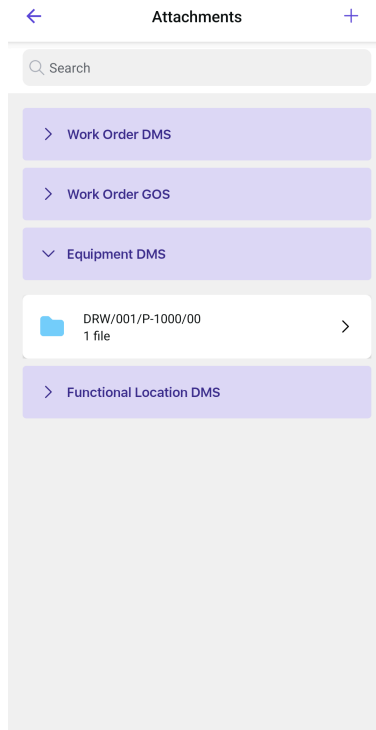 Attachments
Search
Work Order DMS
Work Order GOS
Equipment DMS
DRW/001/P-1000/00
1 file
Functional Location DMS